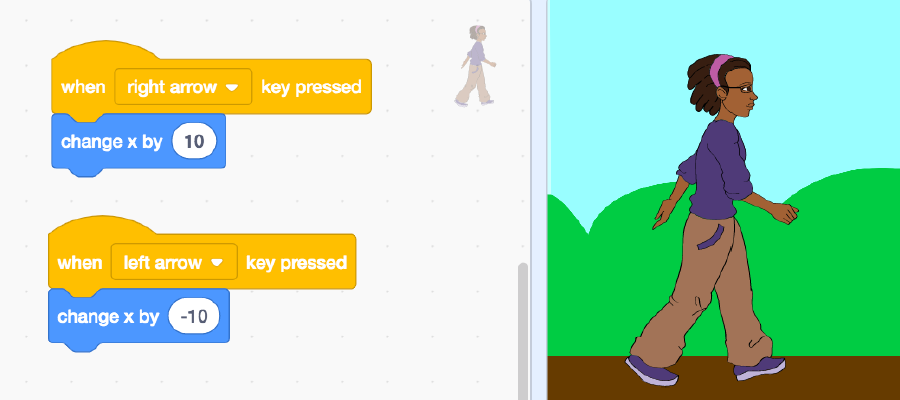 when right arrow key pressed
change x by 10
when left arrow key pressed
change x by -10